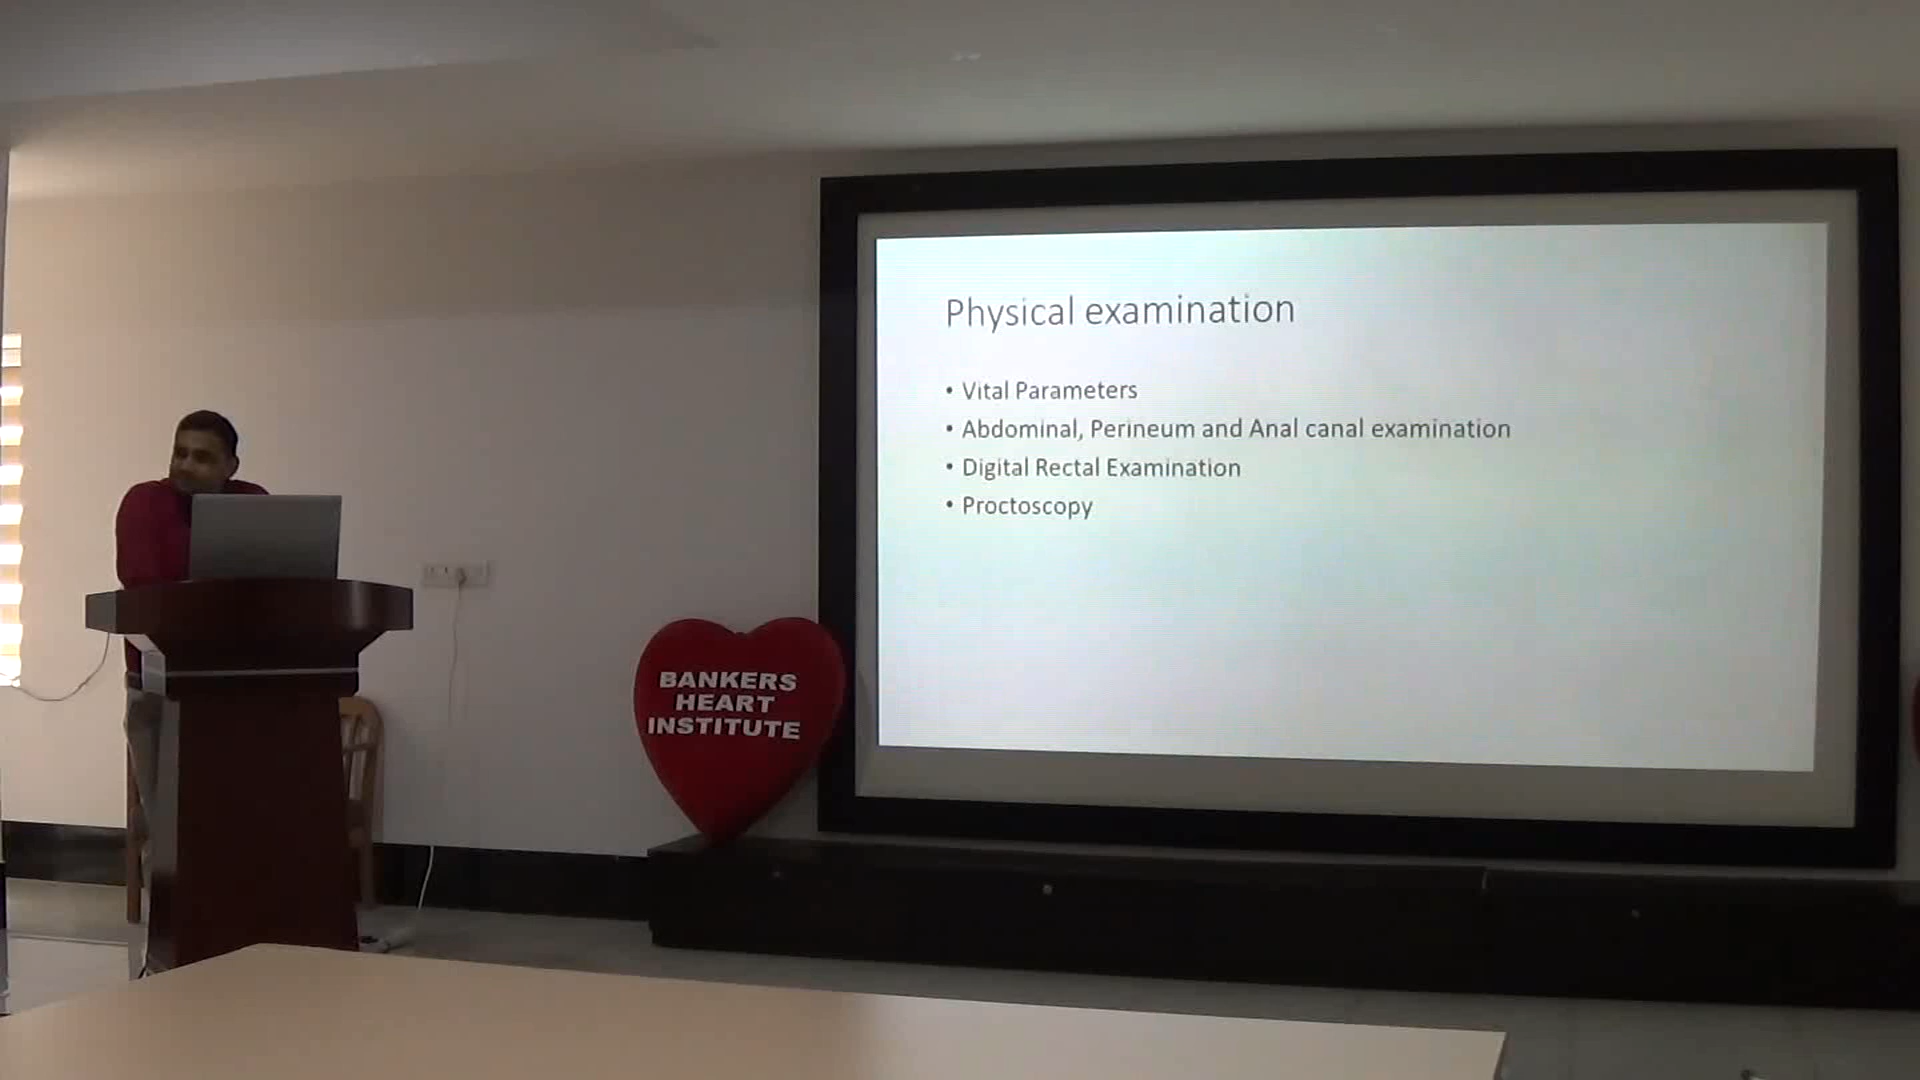 Physical examination
• Vital Parameters
• Abdominal, Perineum and Anal canal examination
• Digital Rectal Examination
• Proctoscopy
BANKERS
HEART
INSTITUTE